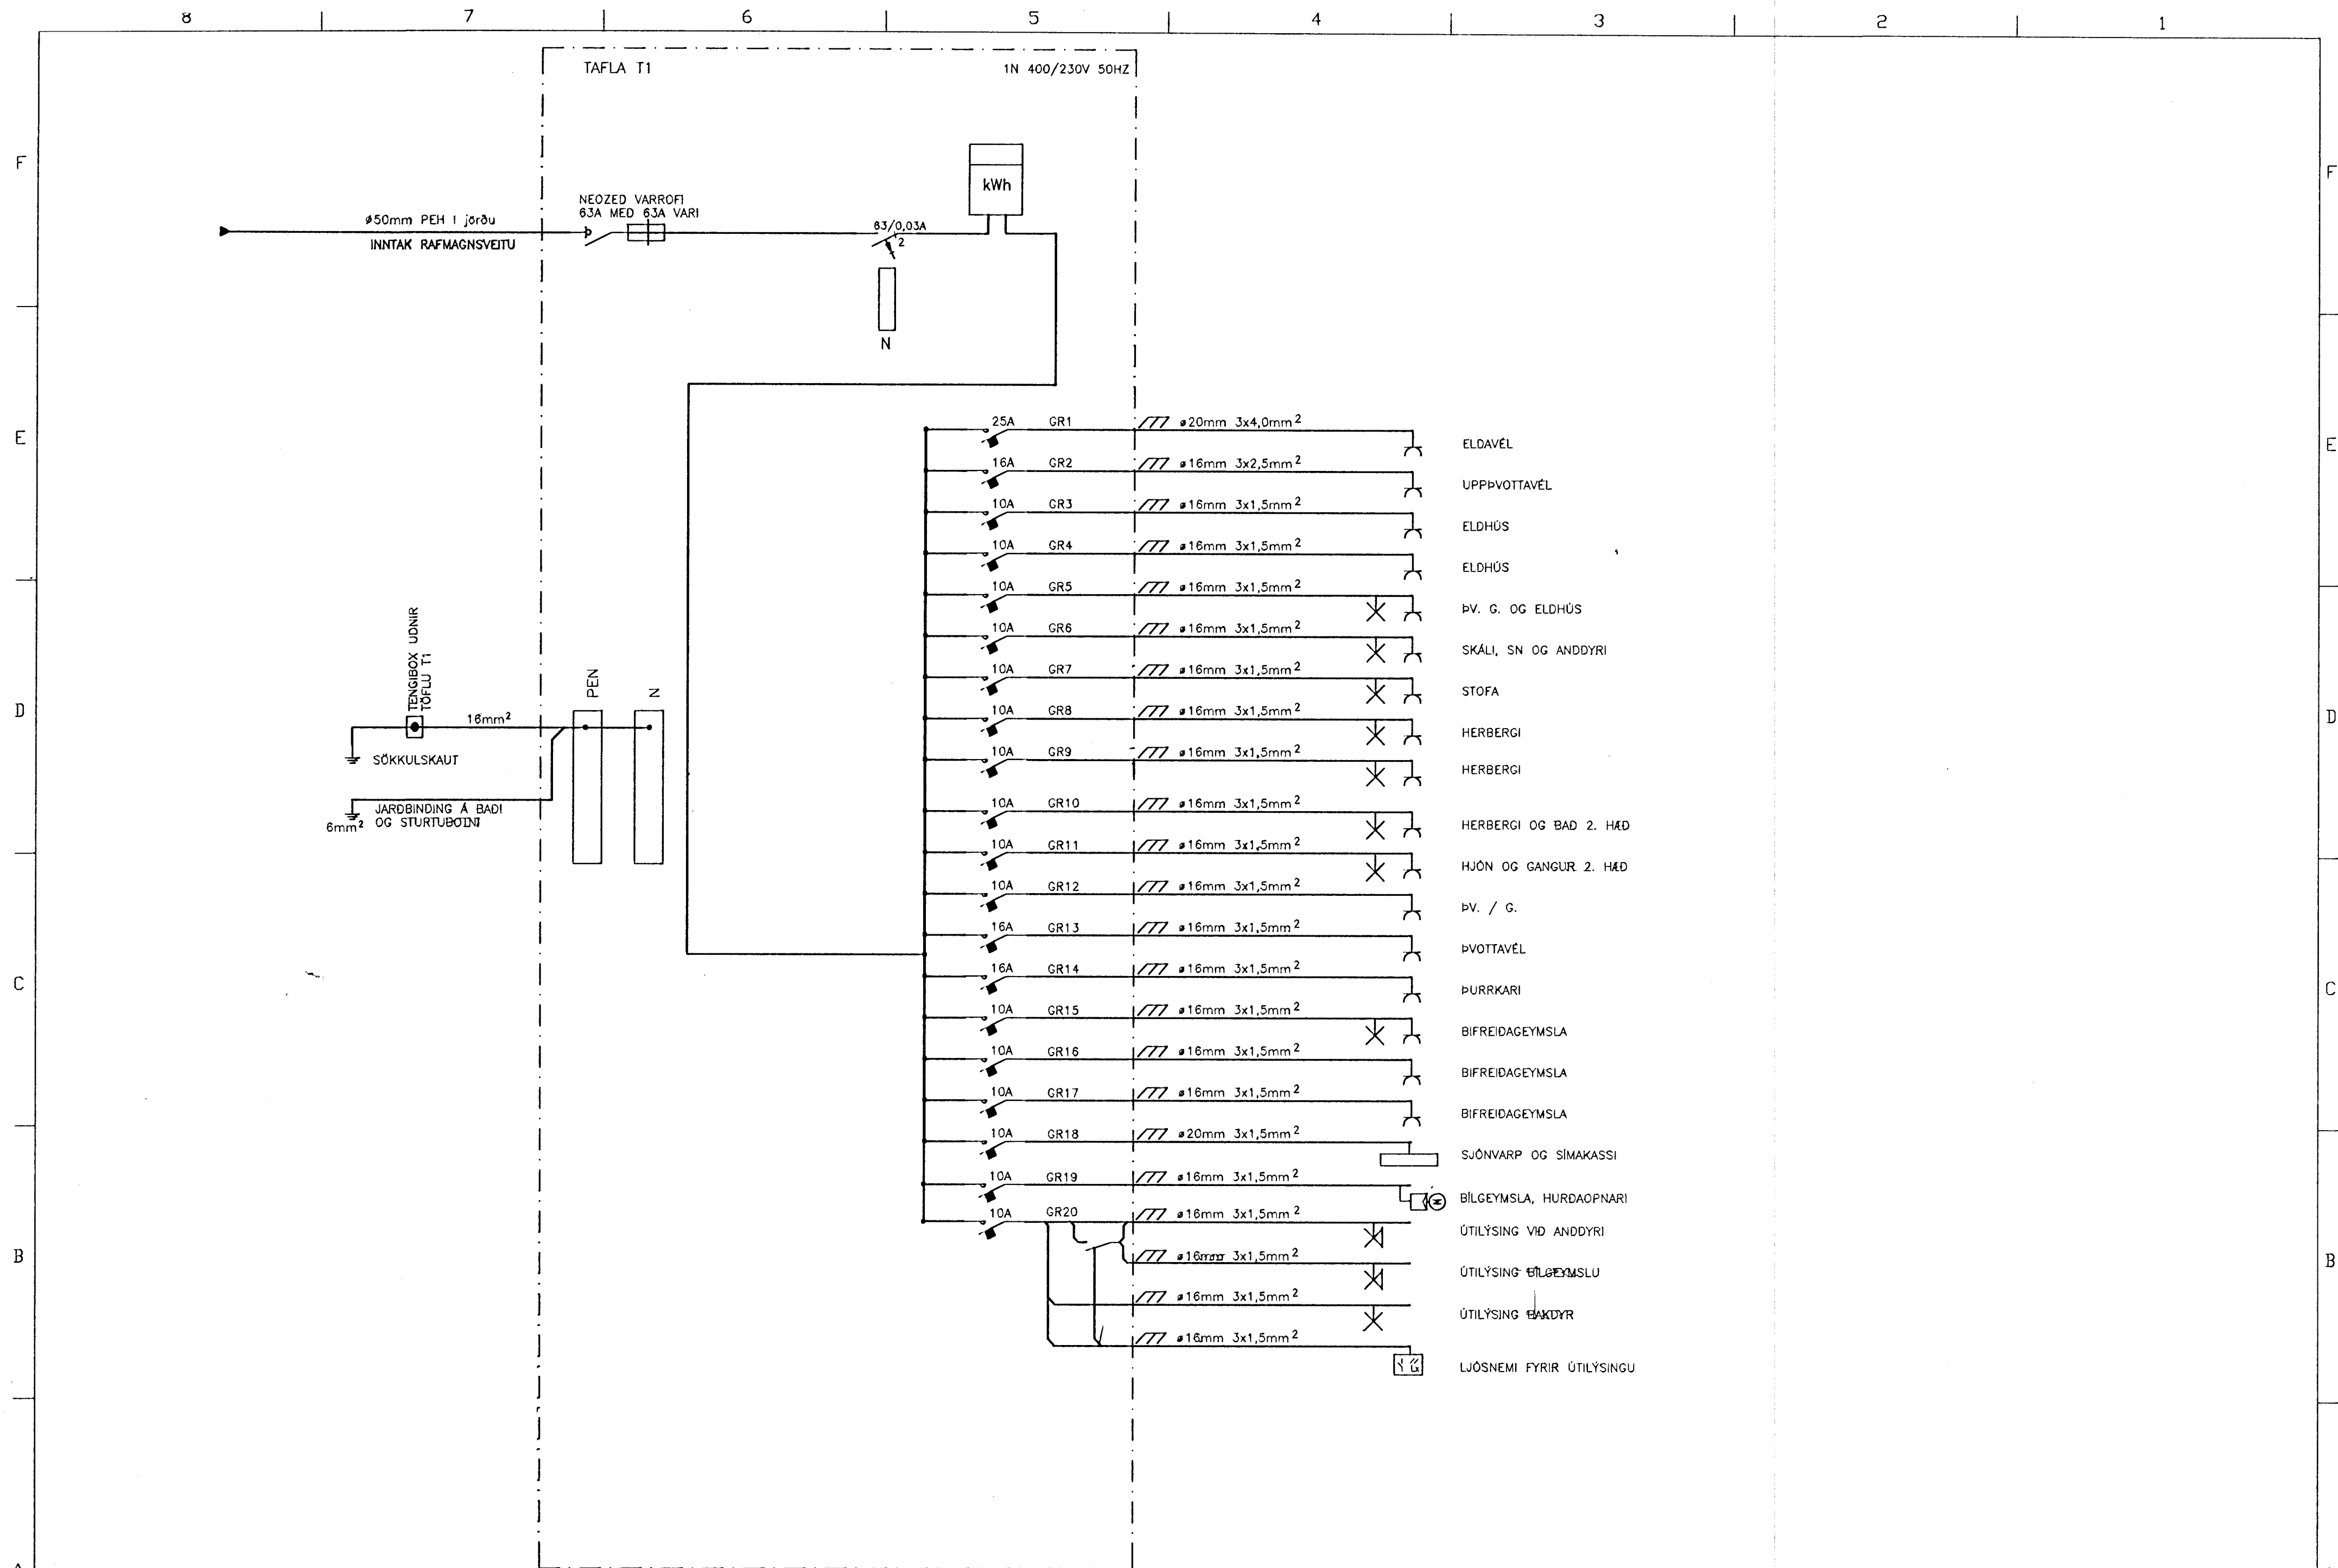 8 7 6 5 4 3 2 1
TAFLA T1
1N 400/230V 50HZ
F
F
kWh
NEOZED VARROFI
63A MED 63A VARI
ø50mm PEH I jörðu
INNTAK RAFMAGNSVEITU
63/0,03A
2
N
E
E
25A GR1 ø20mm 3x4,0mm²
ELDAVÉL
16A GR2 ø16mm 3x2,5mm²
UPPÞVOTTAVÉL
10A GR3 ø16mm 3x1,5mm²
ELDHÚS
10A GR4 ø16mm 3x1,5mm²
ELDHÚS
10A GR5 ø16mm 3x1,5mm²
ÞV. G. OG ELDHÚS
10A GR6 ø16mm 3x1,5mm²
SKÁLI, SN OG ANDDYRI
10A GR7 ø16mm 3x1,5mm²
STOFA
10A GR8 ø16mm 3x1,5mm²
HERBERGI
10A GR9 ø16mm 3x1,5mm²
HERBERGI
10A GR10 ø16mm 3x1,5mm²
HERBERGI OG BAÐ 2. HÆÐ
10A GR11 ø16mm 3x1,5mm²
HJÓN OG GANGUR 2. HÆÐ
10A GR12 ø16mm 3x1,5mm²
ÞV. / G.
16A GR13 ø16mm 3x1,5mm²
ÞVOTTAVÉL
16A GR14 ø16mm 3x1,5mm²
ÞURRKARI
10A GR15 ø16mm 3x1,5mm²
BIFREIÐAGEYMSLA
10A GR16 ø16mm 3x1,5mm²
BIFREIÐAGEYMSLA
10A GR17 ø16mm 3x1,5mm²
BIFREIÐAGEYMSLA
10A GR18 ø20mm 3x1,5mm²
SJÓNVARP OG SÍMAKASSI
10A GR19 ø16mm 3x1,5mm²
BÍLGEYMSLA, HURÐAOPNARI
10A GR20 ø16mm 3x1,5mm²
ÚTILÝSING VIÐ ANDDYRI
ø16mm 3x1,5mm²
ÚTILÝSING BÍLGEYMSLU
ø16mm 3x1,5mm²
ÚTILÝSING BAKDYR
ø16mm 3x1,5mm²
LJÓSNEMI FYRIR ÚTILÝSINGU
TENGIBOX UDNIR
TÖFLU T1
PEN
N
D
D
16mm²
SÖKKULSKAUT
JARÐBINDING Á BAÐI
6mm² OG STURTUBOTNI
C
C
B
B
A